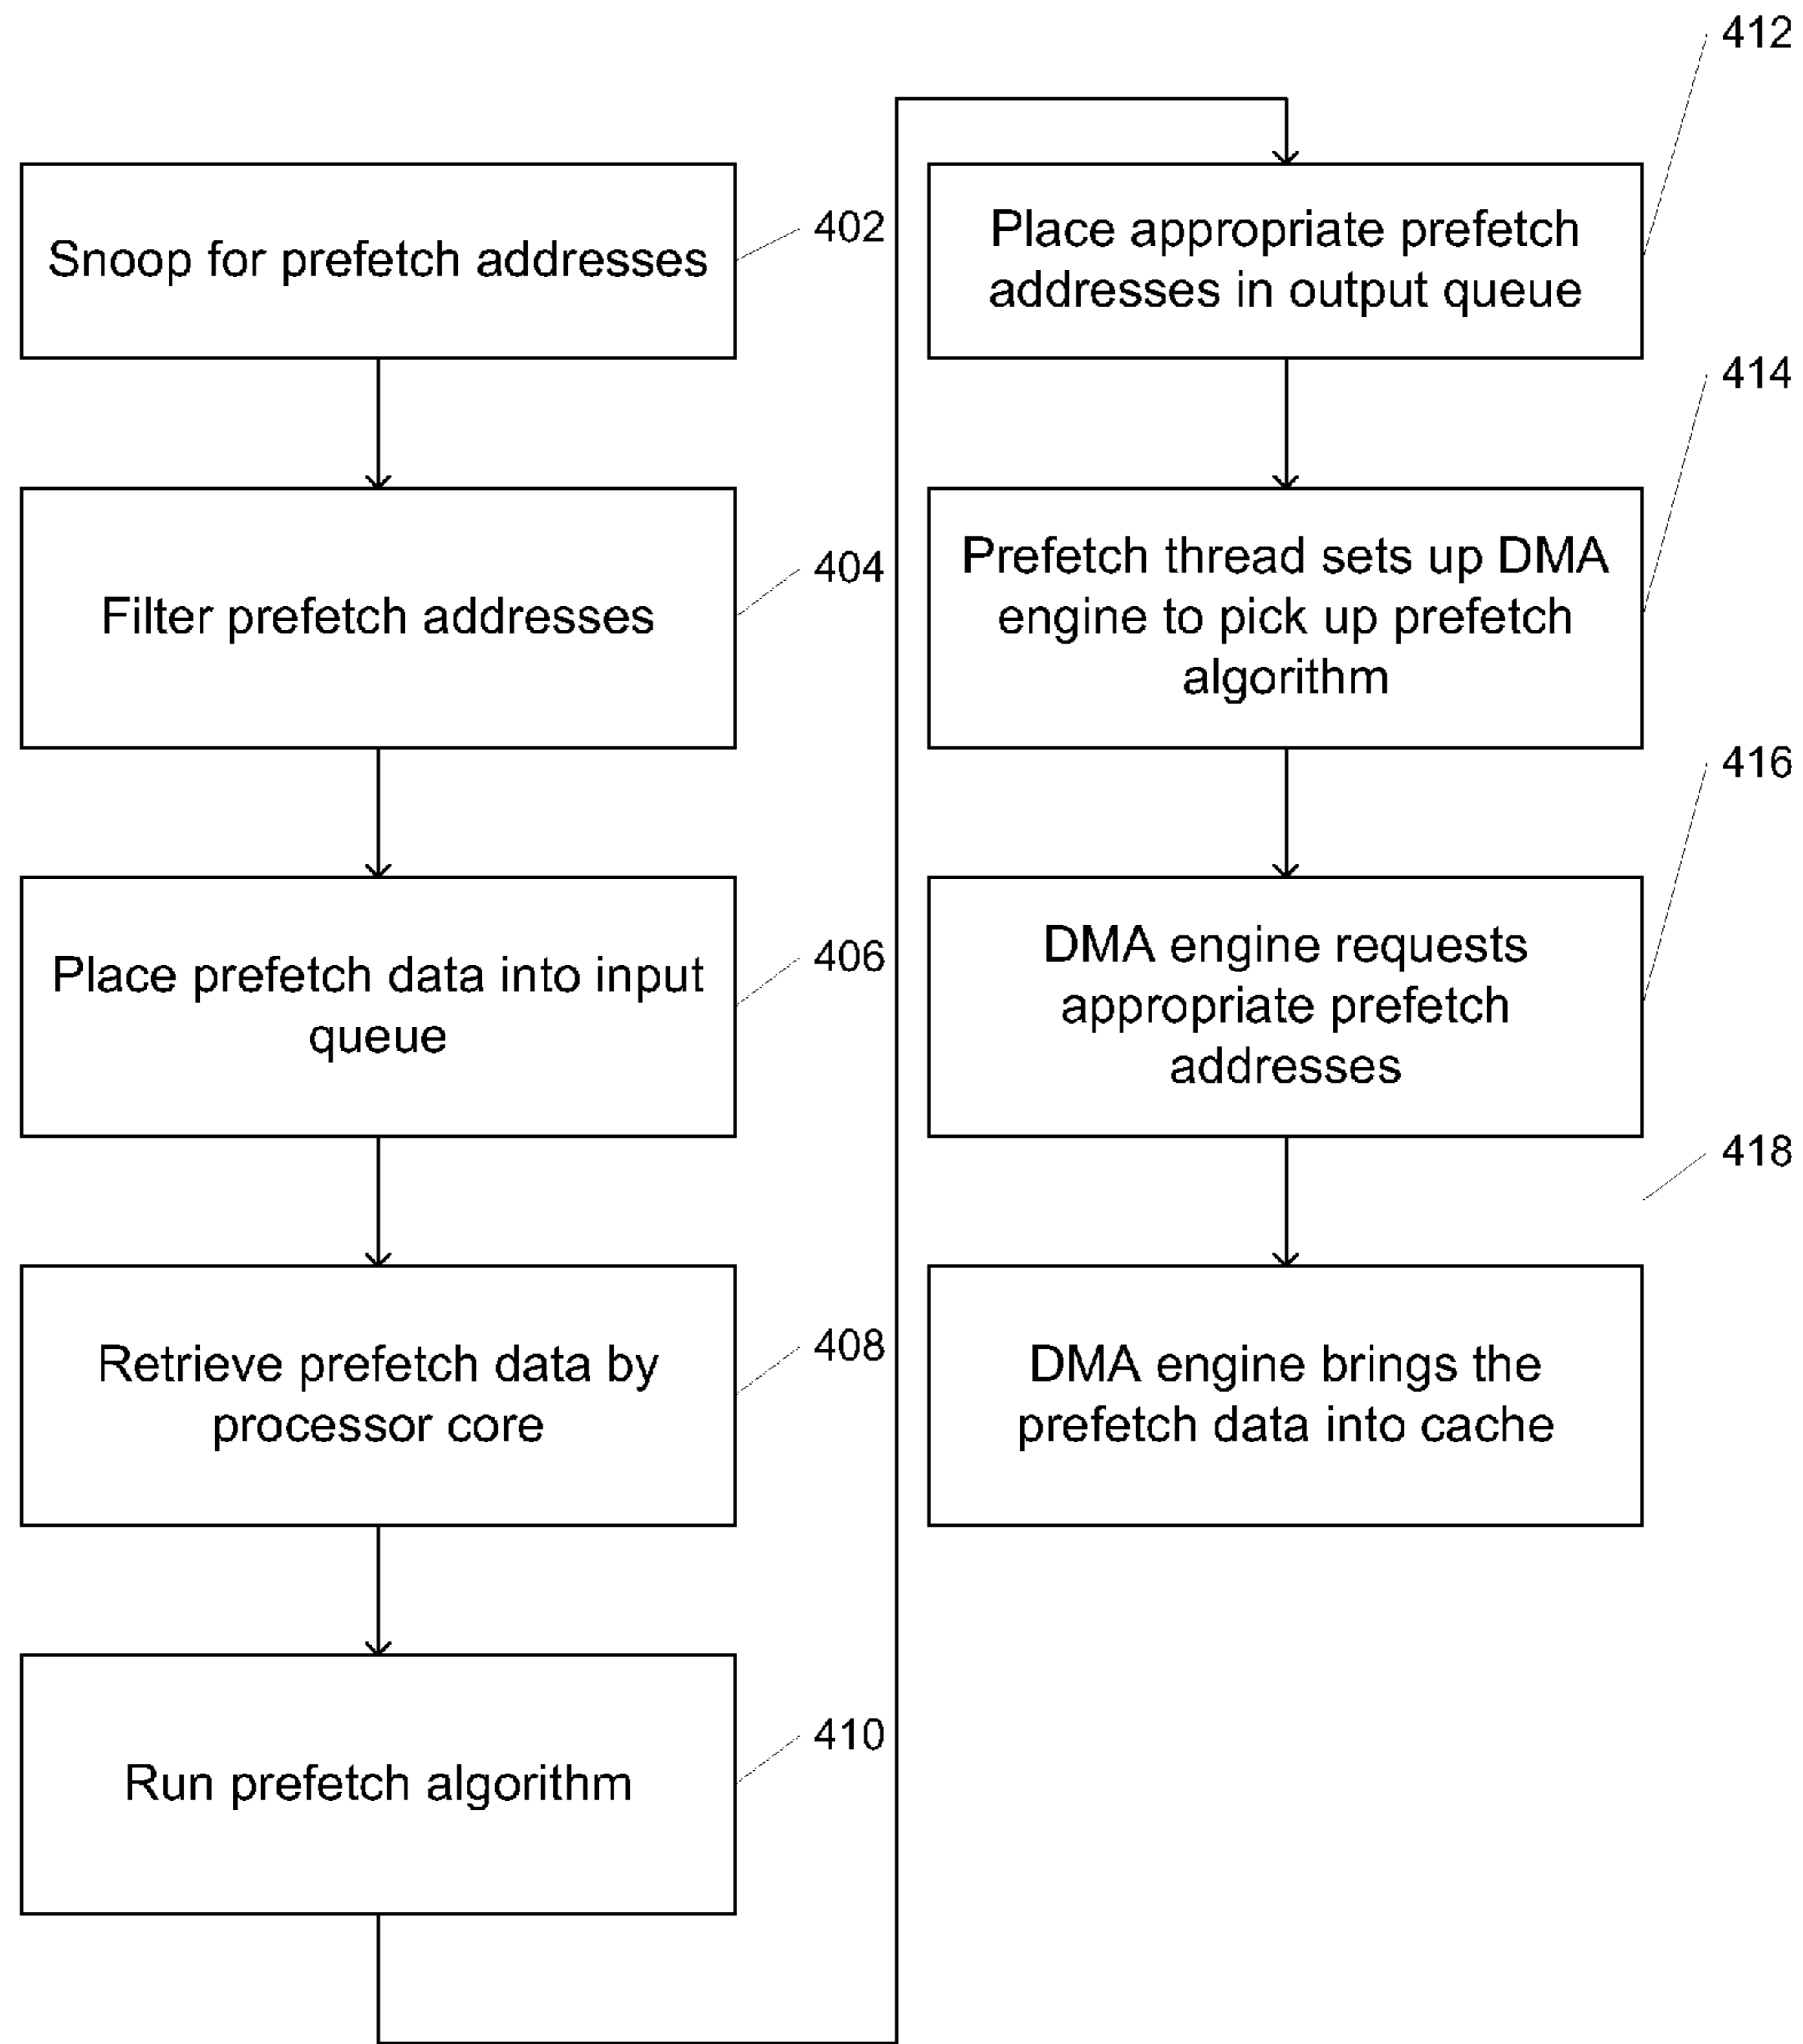 Snoop for prefetch addresses
402
Filter prefetch addresses
404
Place prefetch data into input
queue
406
Retrieve prefetch data by
processor core
408
Run prefetch algorithm
410
Place appropriate prefetch
addresses in output queue
412
Prefetch thread sets up DMA
engine to pick up prefetch
algorithm
414
DMA engine requests
appropriate prefetch
addresses
416
DMA engine brings the
prefetch data into cache
418